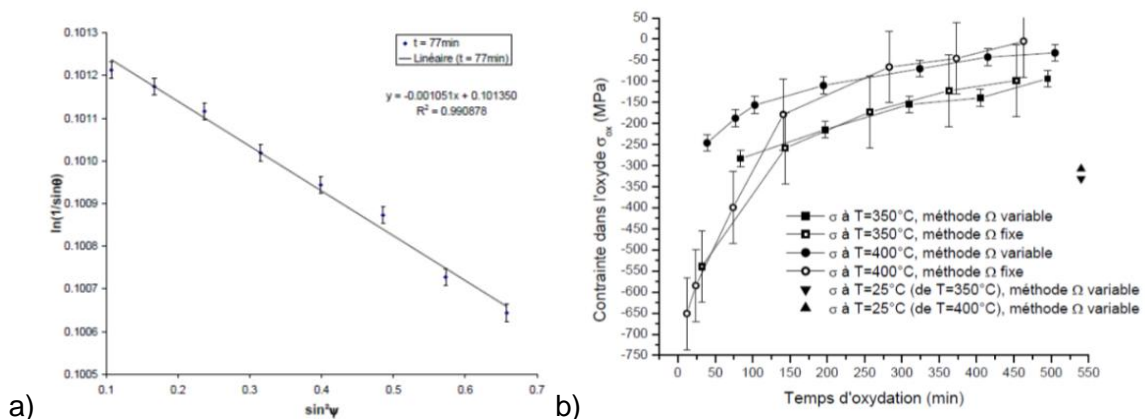 0.1013
0.1012
0.1011
0.1010
0.1009
0.1008
0.1007
0.1006
0.1005
ln(1/sinθ)
0.1
0.2
0.3
0.4
0.5
0.6
0.7
sin²ψ
t = 77min
Linéaire (t = 77min)
y = -0.001051x + 0.101350
R² = 0.990878
a)
50
0
-50
-100
-150
-200
-250
-300
-350
-400
-450
-500
-550
-600
-650
-700
-750
Contrainte dans l'oxyde σox (MPa)
σ à T=350°C, méthode Ω variable
σ à T=350°C, méthode Ω fixe
σ à T=400°C, méthode Ω variable
σ à T=400°C, méthode Ω fixe
σ à T=25°C (de T=350°C), méthode Ω variable
σ à T=25°C (de T=400°C), méthode Ω variable
0 50 100 150 200 250 300 350 400 450 500 550
Temps d'oxydation (min)
b)